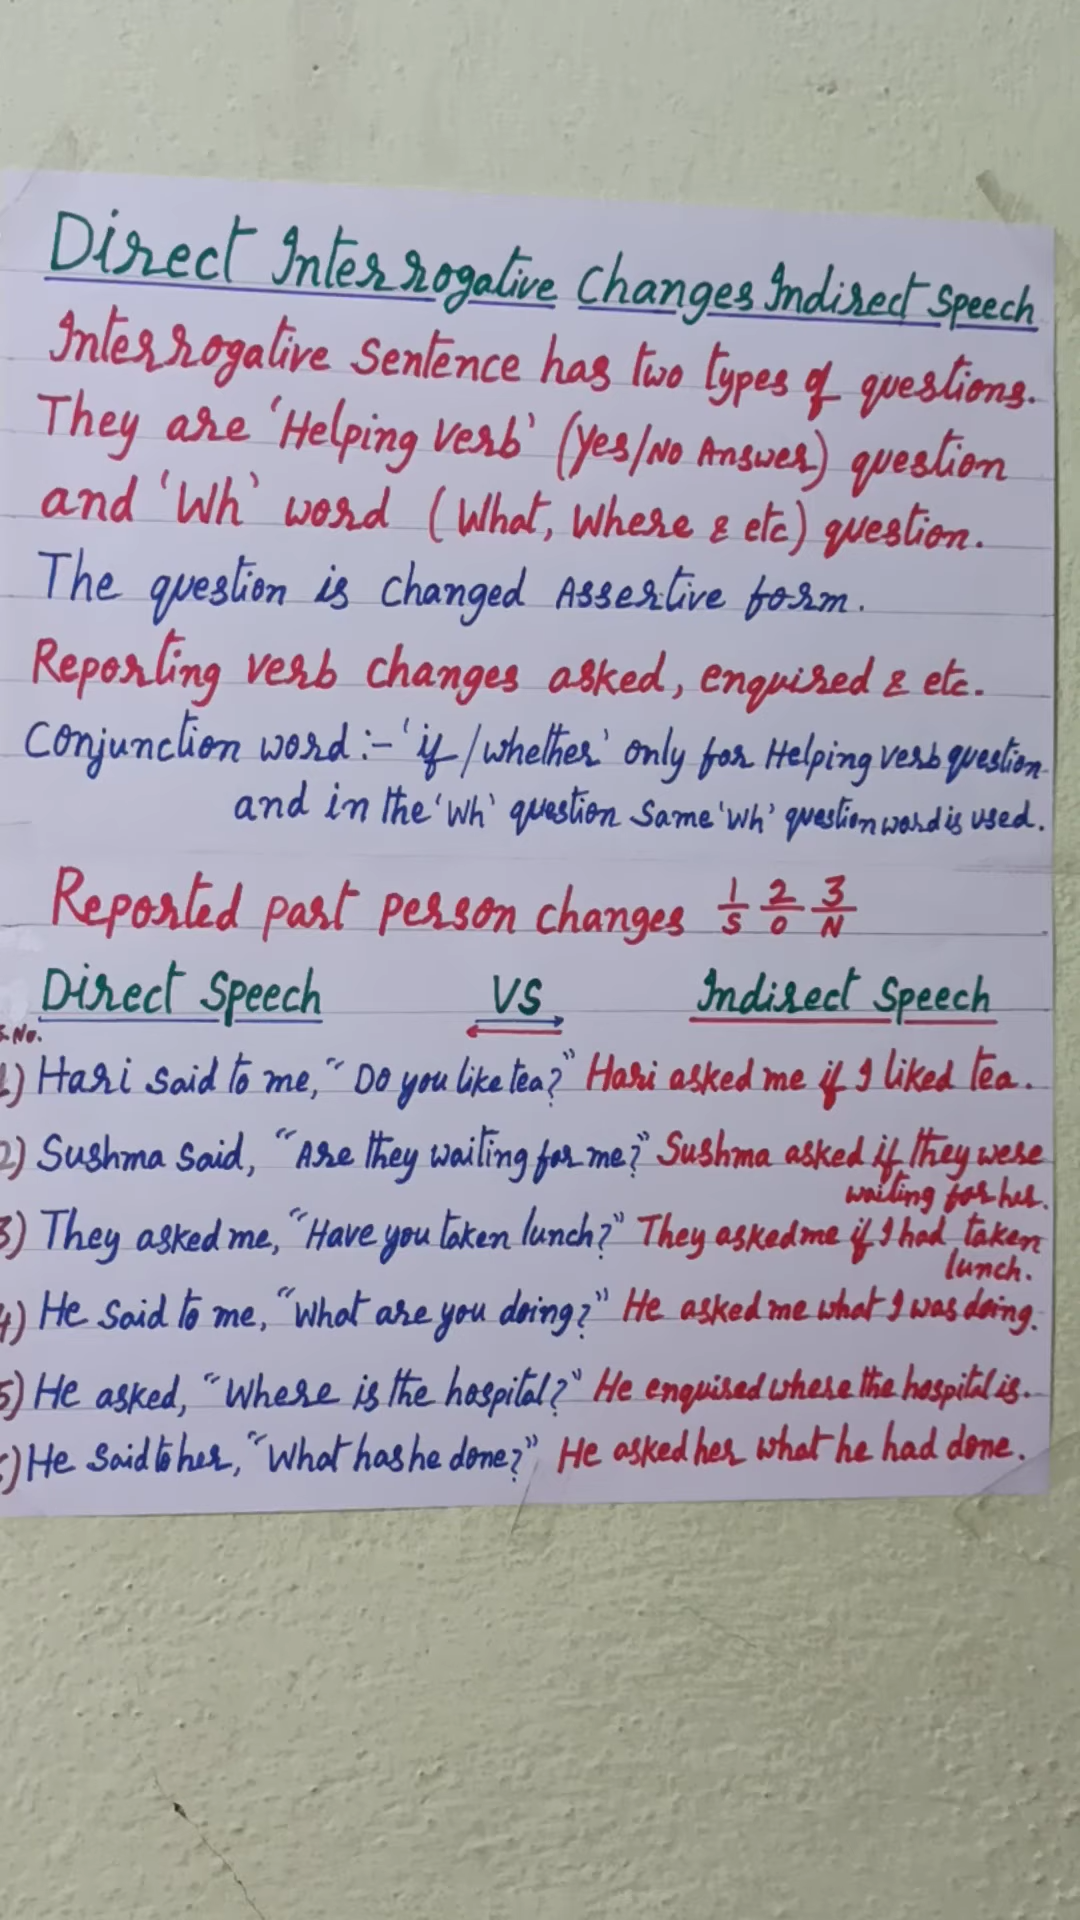 Direct Interrogative Changes Indirect Speech
Interrogative Sentence has two types of questions.
They are 'Helping verb' (Yes/No Answer) question
and 'Wh' word (What, Where & etc) question.
The question is changed Assertive form.
Reporting verb changes asked, enquired & etc.
Conjunction word :- 'if/whether' only for Helping verb question
and in the 'Wh' question Same 'Wh' question word is used.
Reported part person changes 1/S 2/O 3/N
Direct Speech VS Indirect Speech
S.No.
1) Hari said to me, "Do you like tea?" Hari asked me if I liked tea.
2) Sushma said, "Are they waiting for me?" Sushma asked if they were
waiting for her.
3) They asked me, "Have you taken lunch?" They asked me if I had taken
lunch.
4) He said to me, "What are you doing?" He asked me what I was doing.
5) He asked, "Where is the hospital?" He enquired where the hospital is.
) He said to her, "What has he done?" He asked her what he had done.